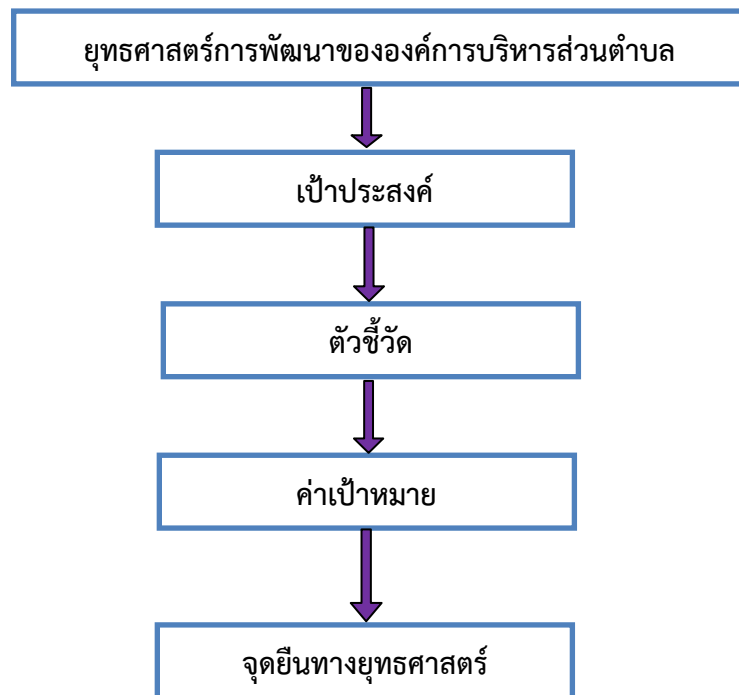 ยุทธศาสตร์การพัฒนาขององค์การบริหารส่วนตำบล
เป้าประสงค์
ตัวชี้วัด
ค่าเป้าหมาย
จุดยืนทางยุทธศาสตร์